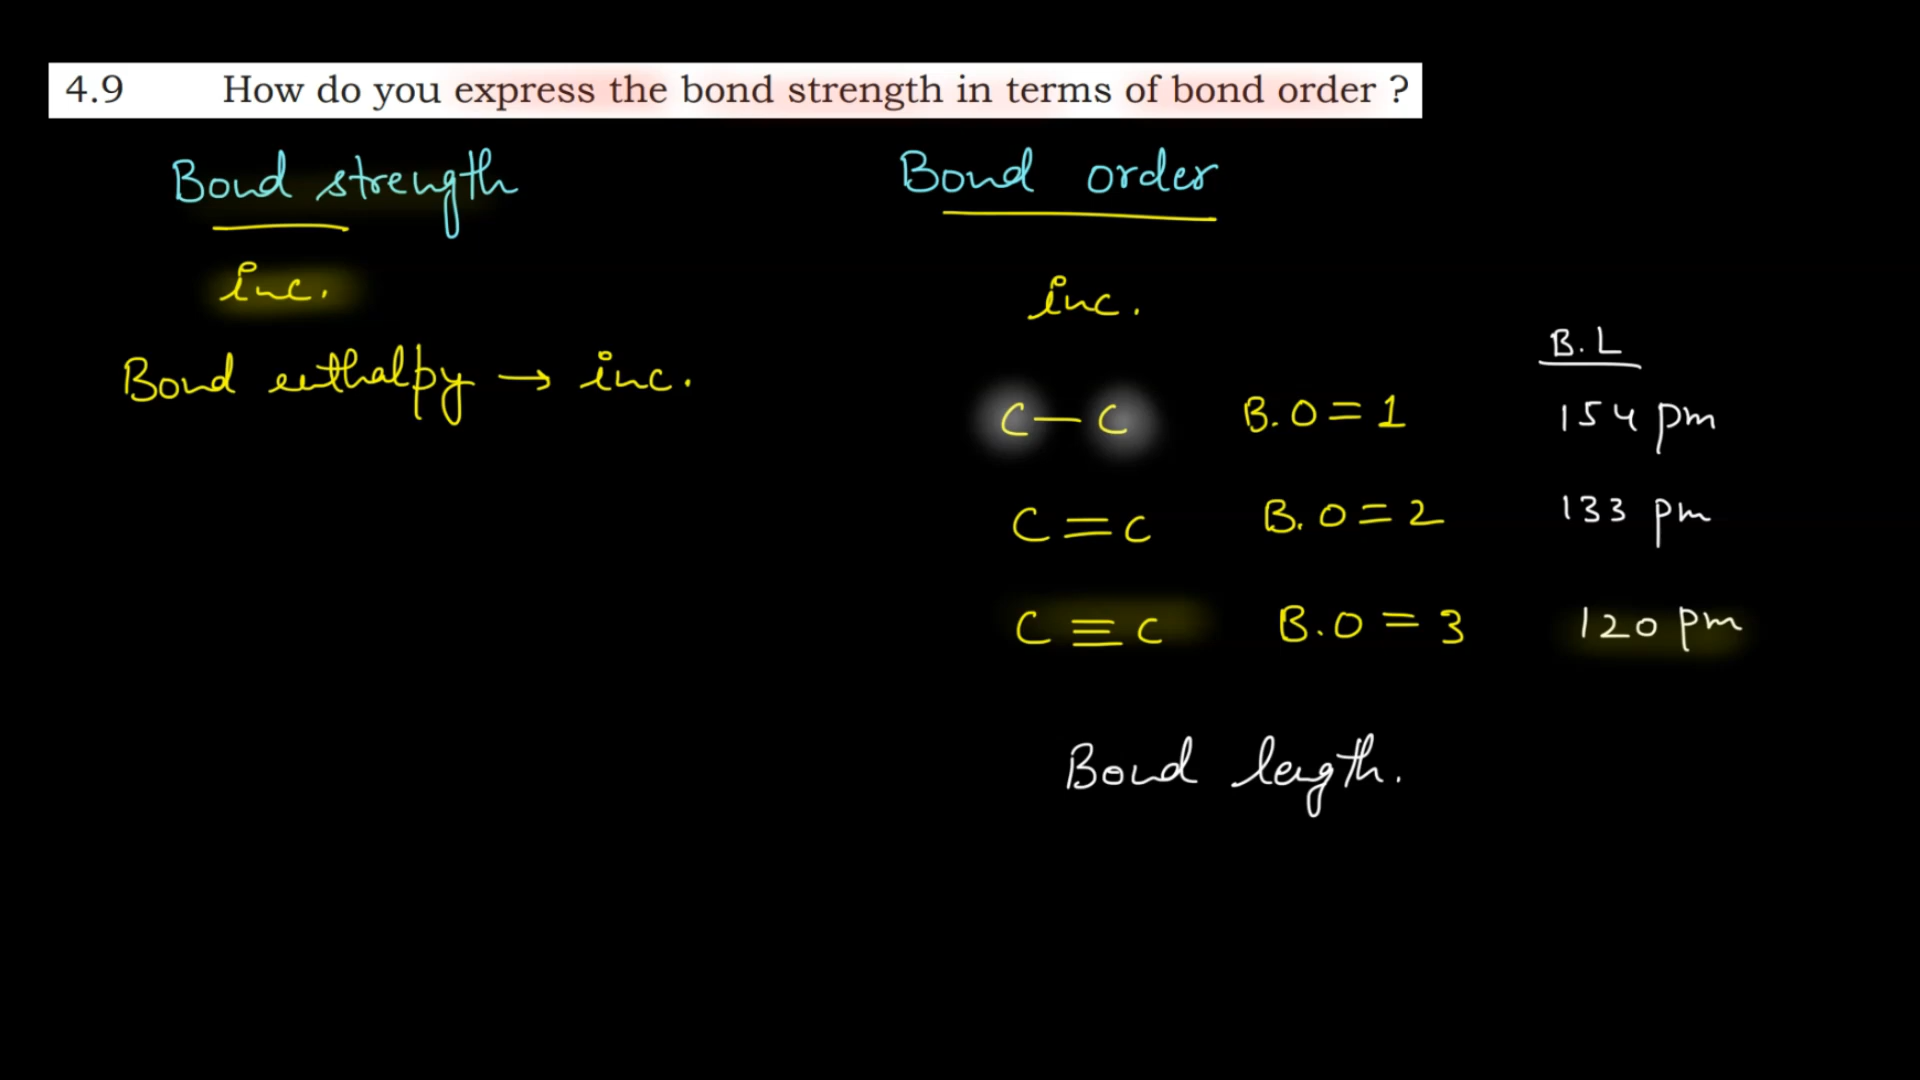 4.9 How do you express the bond strength in terms of bond order ?
Bond strength
Bond order
inc.
inc.
Bond enthalpy → inc.
B.L
C — C B.O = 1 154 pm
C = C B.O = 2 133 pm
C ≡ C B.O = 3 120 pm
Bond length.